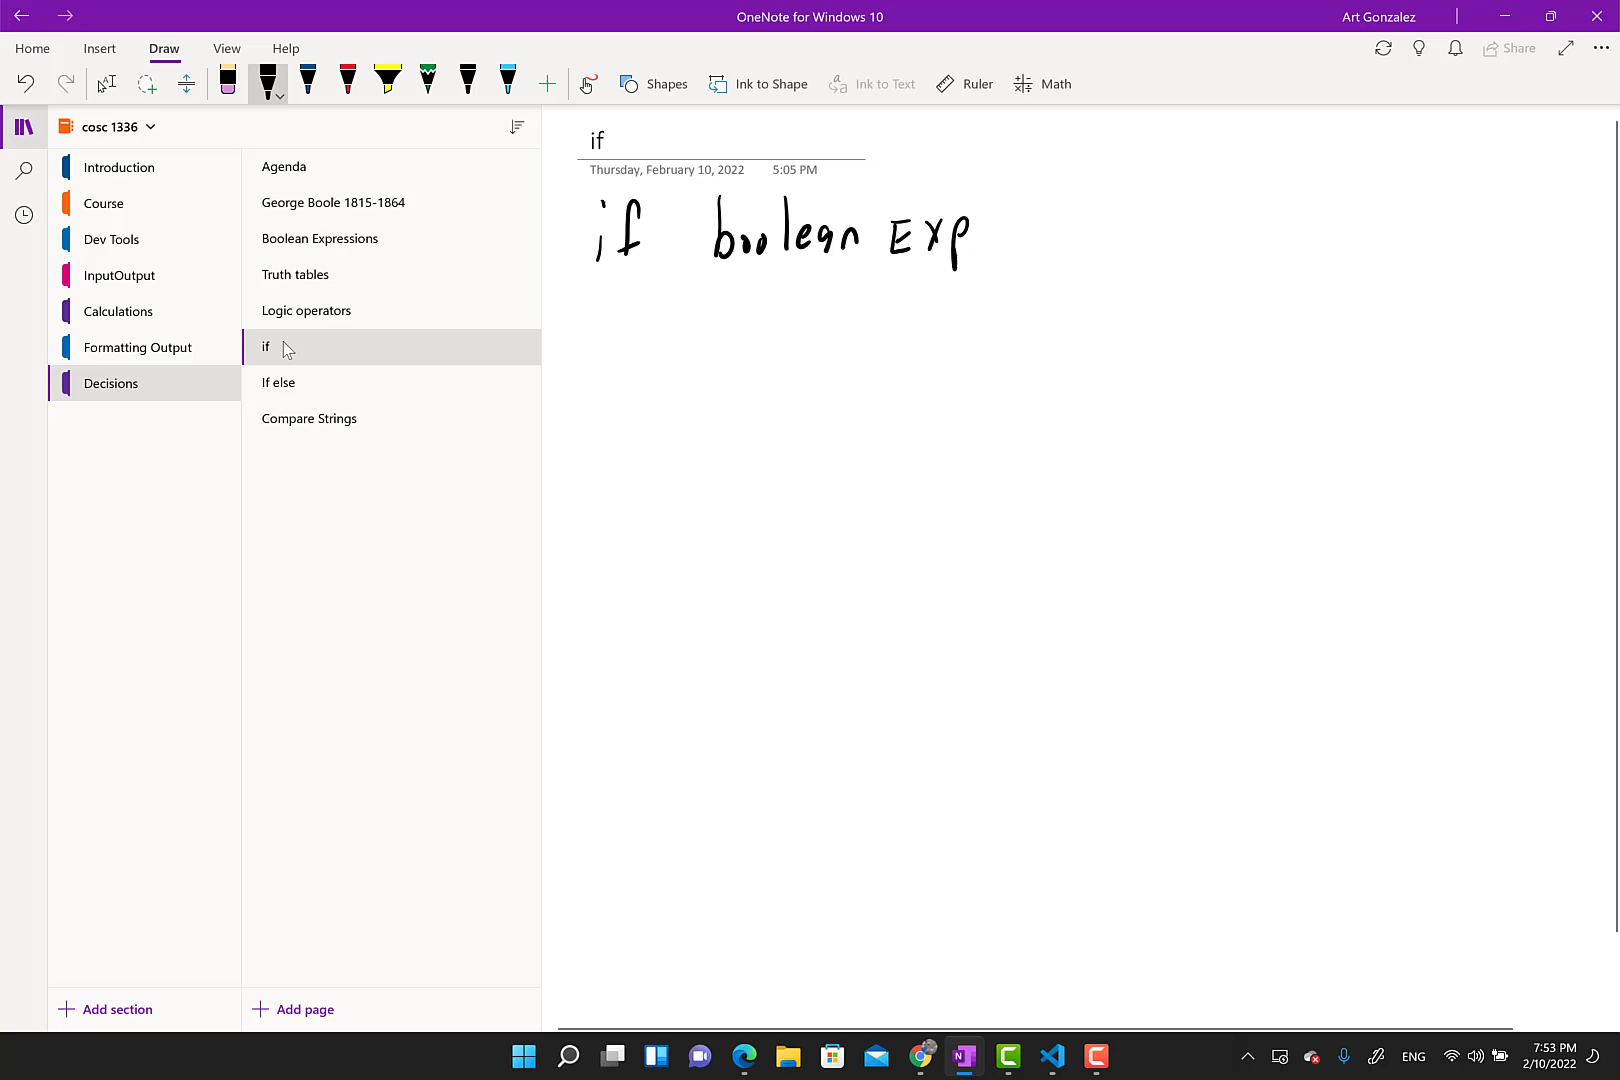 OneNote for Windows 10
Art Gonzalez
Home Insert Draw View Help
Share
Shapes Ink to Shape Ink to Text Ruler Math
cosc 1336
Introduction
Course
Dev Tools
InputOutput
Calculations
Formatting Output
Decisions
Agenda
George Boole 1815-1864
Boolean Expressions
Truth tables
Logic operators
if
If else
Compare Strings
if
Thursday, February 10, 2022 5:05 PM
if boolean Exp
Add section
Add page
ENG
7:53 PM
2/10/2022